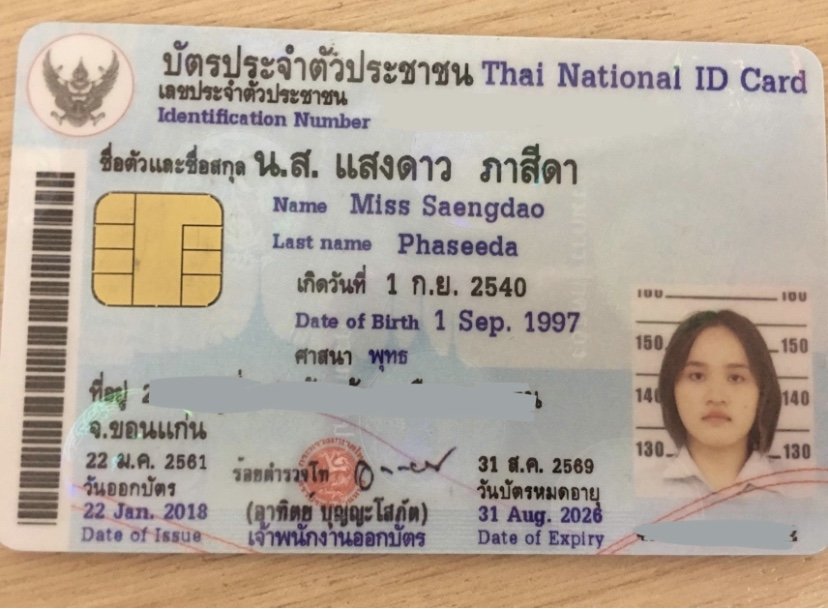 บัตรประจำตัวประชาชน Thai National ID Card
เลขประจำตัวประชาชน
Identification Number
ชื่อตัวและชื่อสกุล น.ส. แสงดาว ภาสีดา
Name Miss Saengdao
Last name Phaseeda
เกิดวันที่ 1 ก.ย. 2540
Date of Birth 1 Sep. 1997
ศาสนา พุทธ
ที่อยู่
จ.ขอนแก่น
22 ม.ค. 2561
วันออกบัตร
22 Jan. 2018
Date of Issue
ร้อยตำรวจโท
(อาทิตย์ บุญญะโสภัต)
เจ้าพนักงานออกบัตร
31 ส.ค. 2569
วันบัตรหมดอายุ
31 Aug. 2026
Date of Expiry
150 150
140 140
130 130